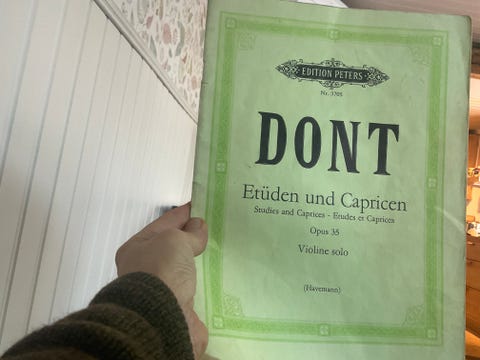 EDITION PETERS
Nr. 3705
DONT
Etüden und Capricen
Studies and Caprices - Etudes et Caprices
Opus 35
Violine solo
(Havemann)